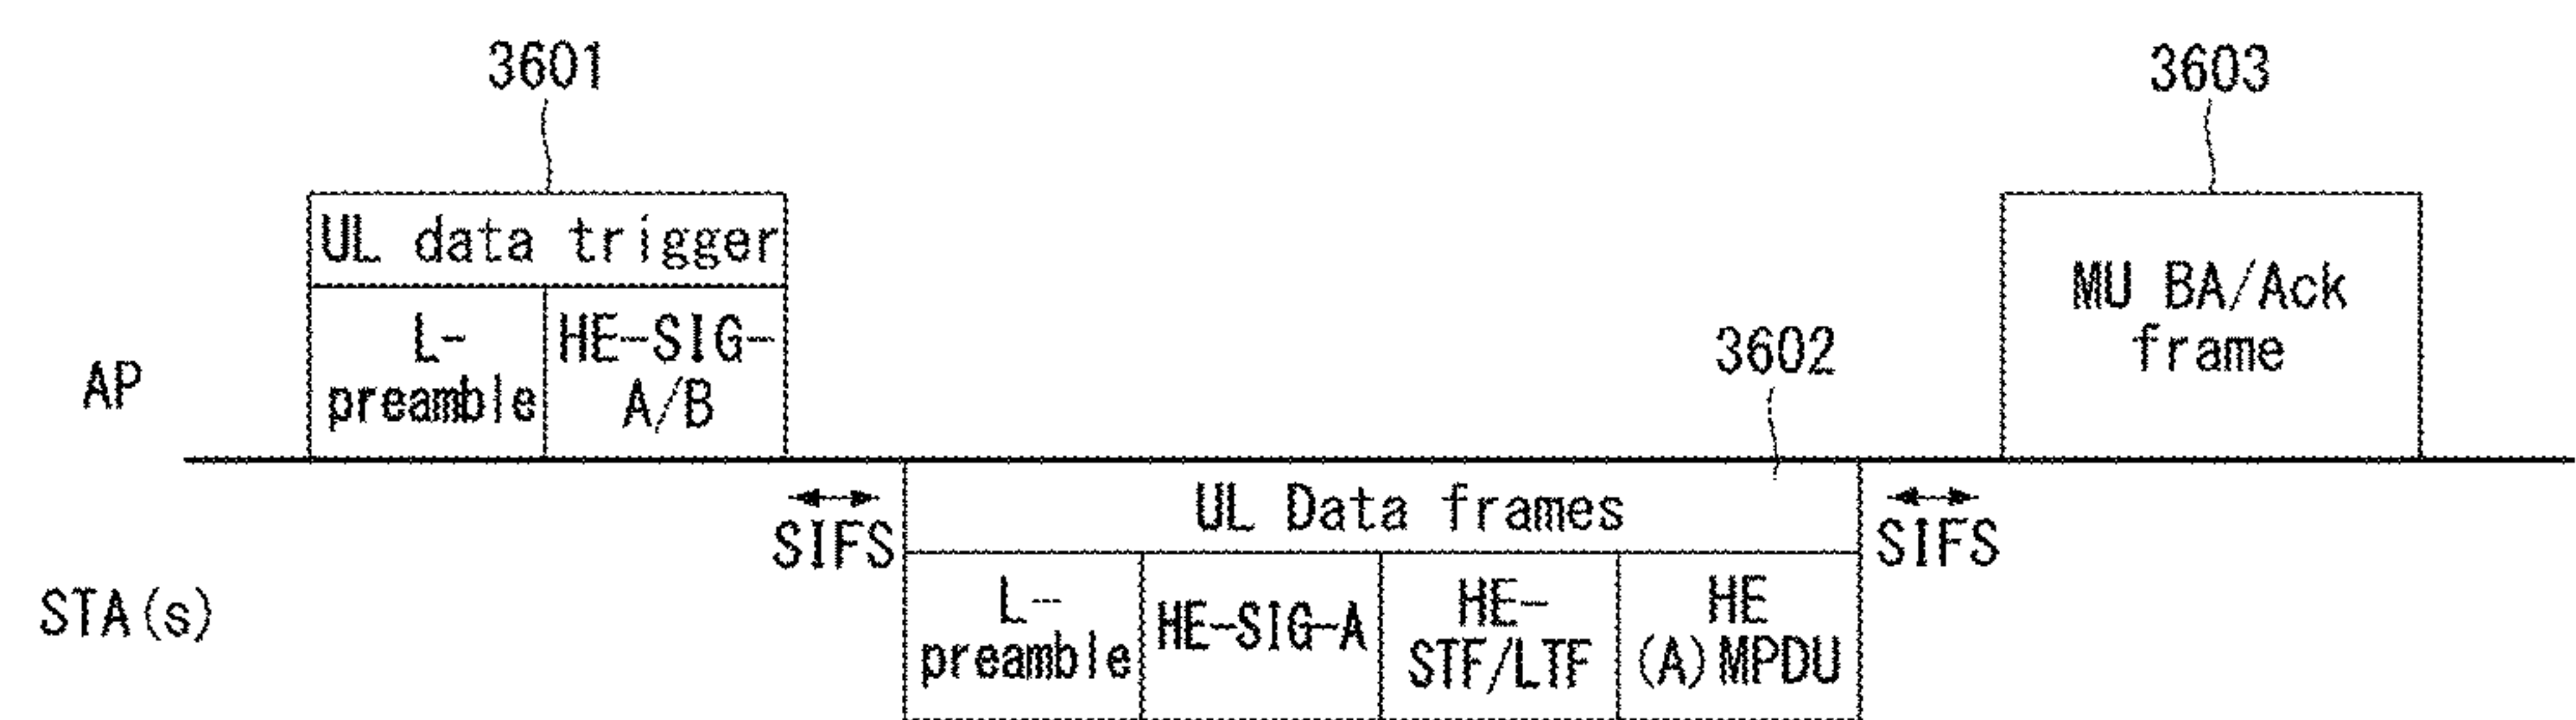 3601
3603
UL data trigger
L-
preamble
HE-SIG-
A/B
MU BA/Ack
frame
3602
AP
SIFS
UL Data frames
SIFS
STA(s)
L-
preamble
HE-SIG-A
HE-
STF/LTF
HE
(A)MPDU